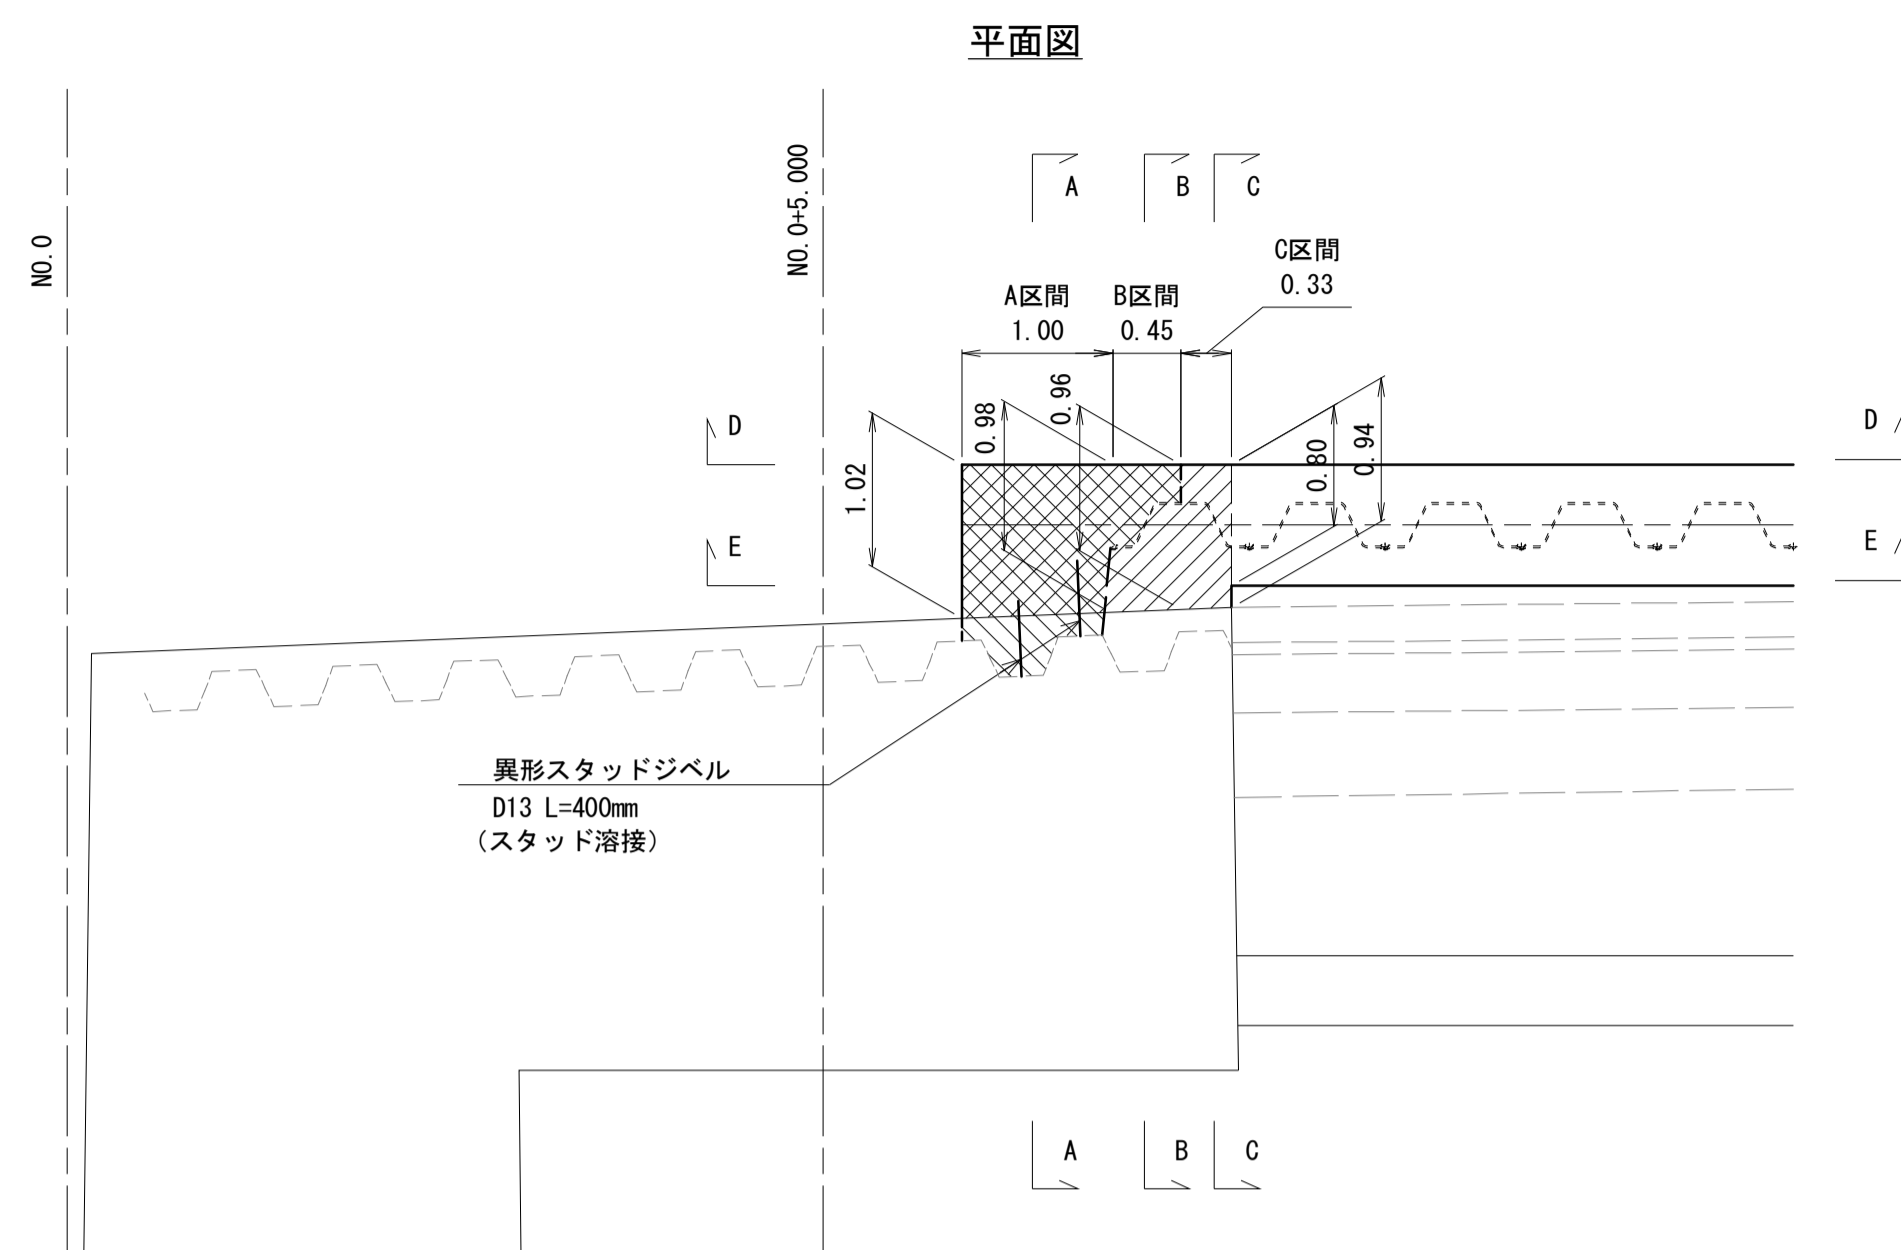 平面図
NO.0
NO.0+5.000
A
B
C
C区間
0.33
A区間
1.00
B区間
0.45
1.02
0.98
0.96
0.80
0.94
D
D
E
E
異形スタッドジベル
D13 L=400mm
(スタッド溶接)
A
B
C